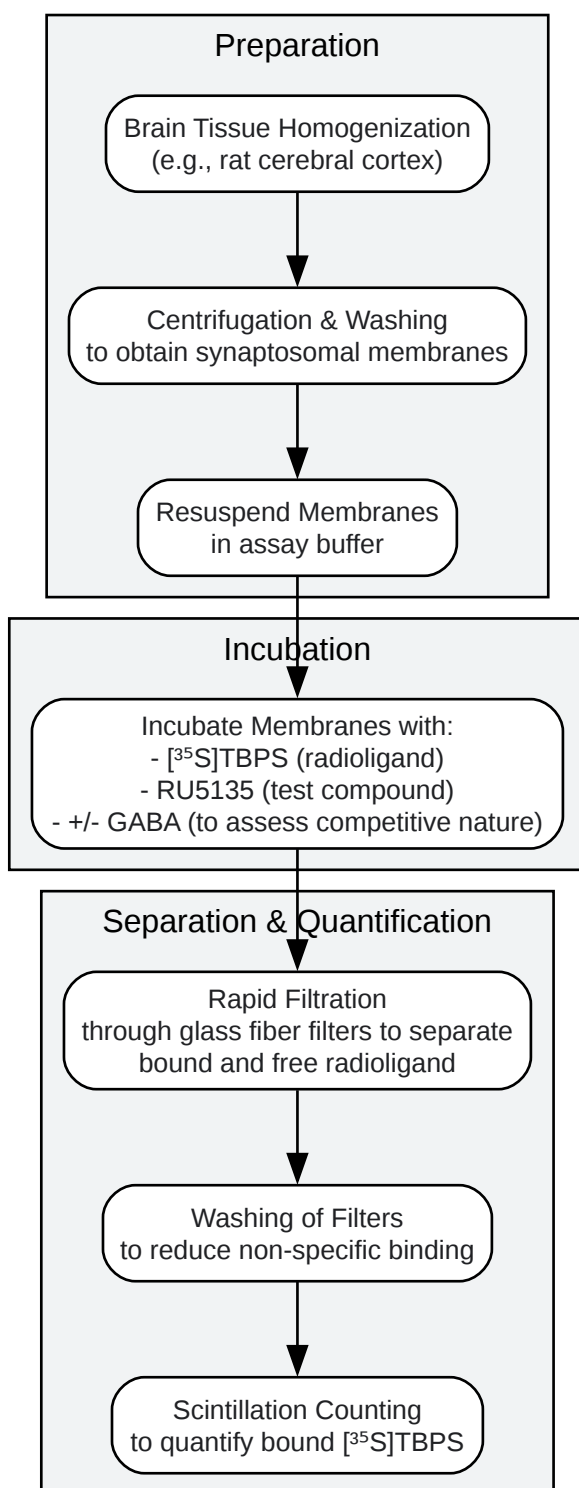 Preparation
Brain Tissue Homogenization
(e.g., rat cerebral cortex)
Centrifugation & Washing
to obtain synaptosomal membranes
Resuspend Membranes
in assay buffer
Incubation
Incubate Membranes with:
- [³⁵S]TBPS (radioligand)
- RU5135 (test compound)
- +/- GABA (to assess competitive nature)
Separation & Quantification
Rapid Filtration
through glass fiber filters to separate
bound and free radioligand
Washing of Filters
to reduce non-specific binding
Scintillation Counting
to quantify bound [³⁵S]TBPS